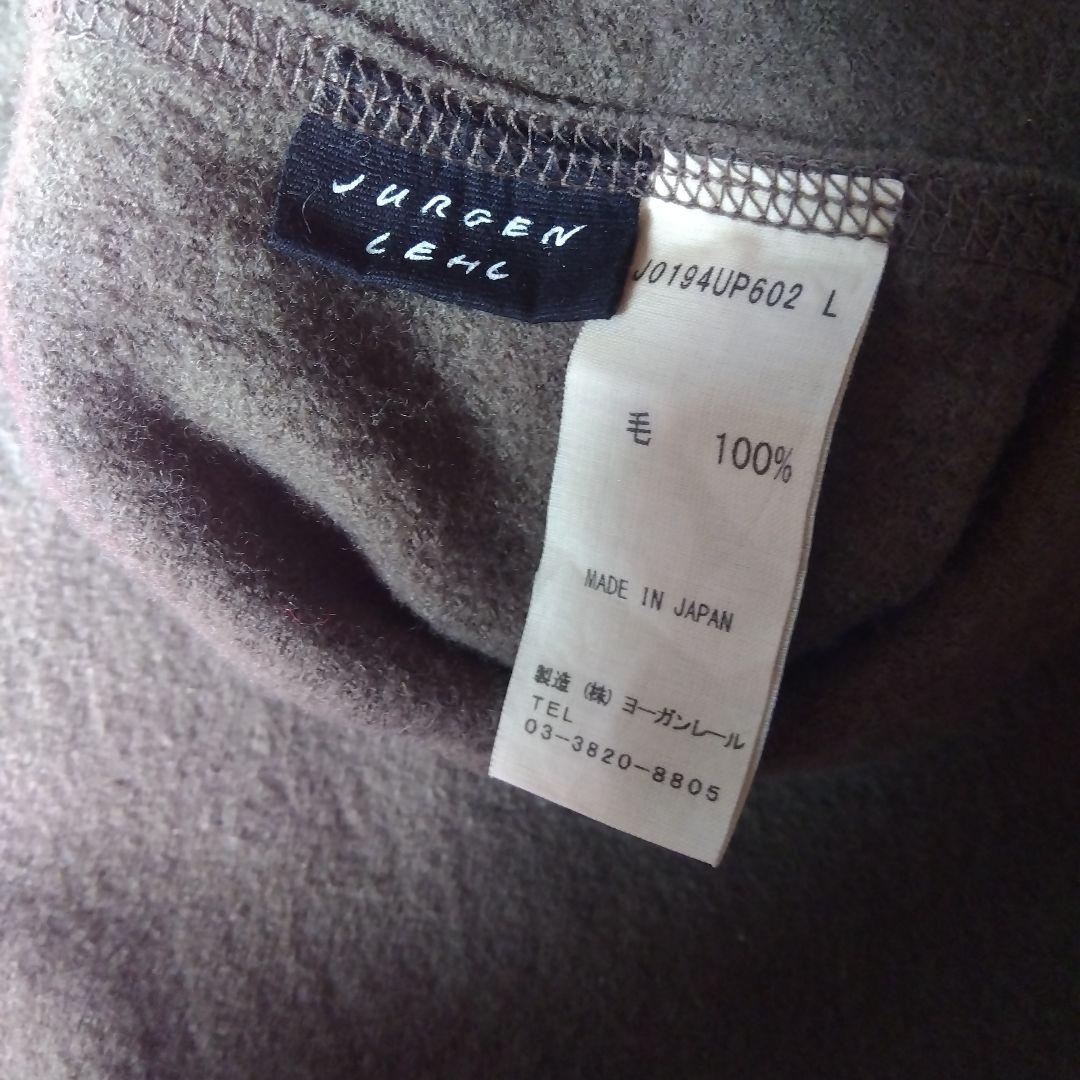 JURGEN
LEHL
J0194UP602 L
毛 100%
MADE IN JAPAN
製造 (株) ヨーガンレール
TEL
03-3820-8805